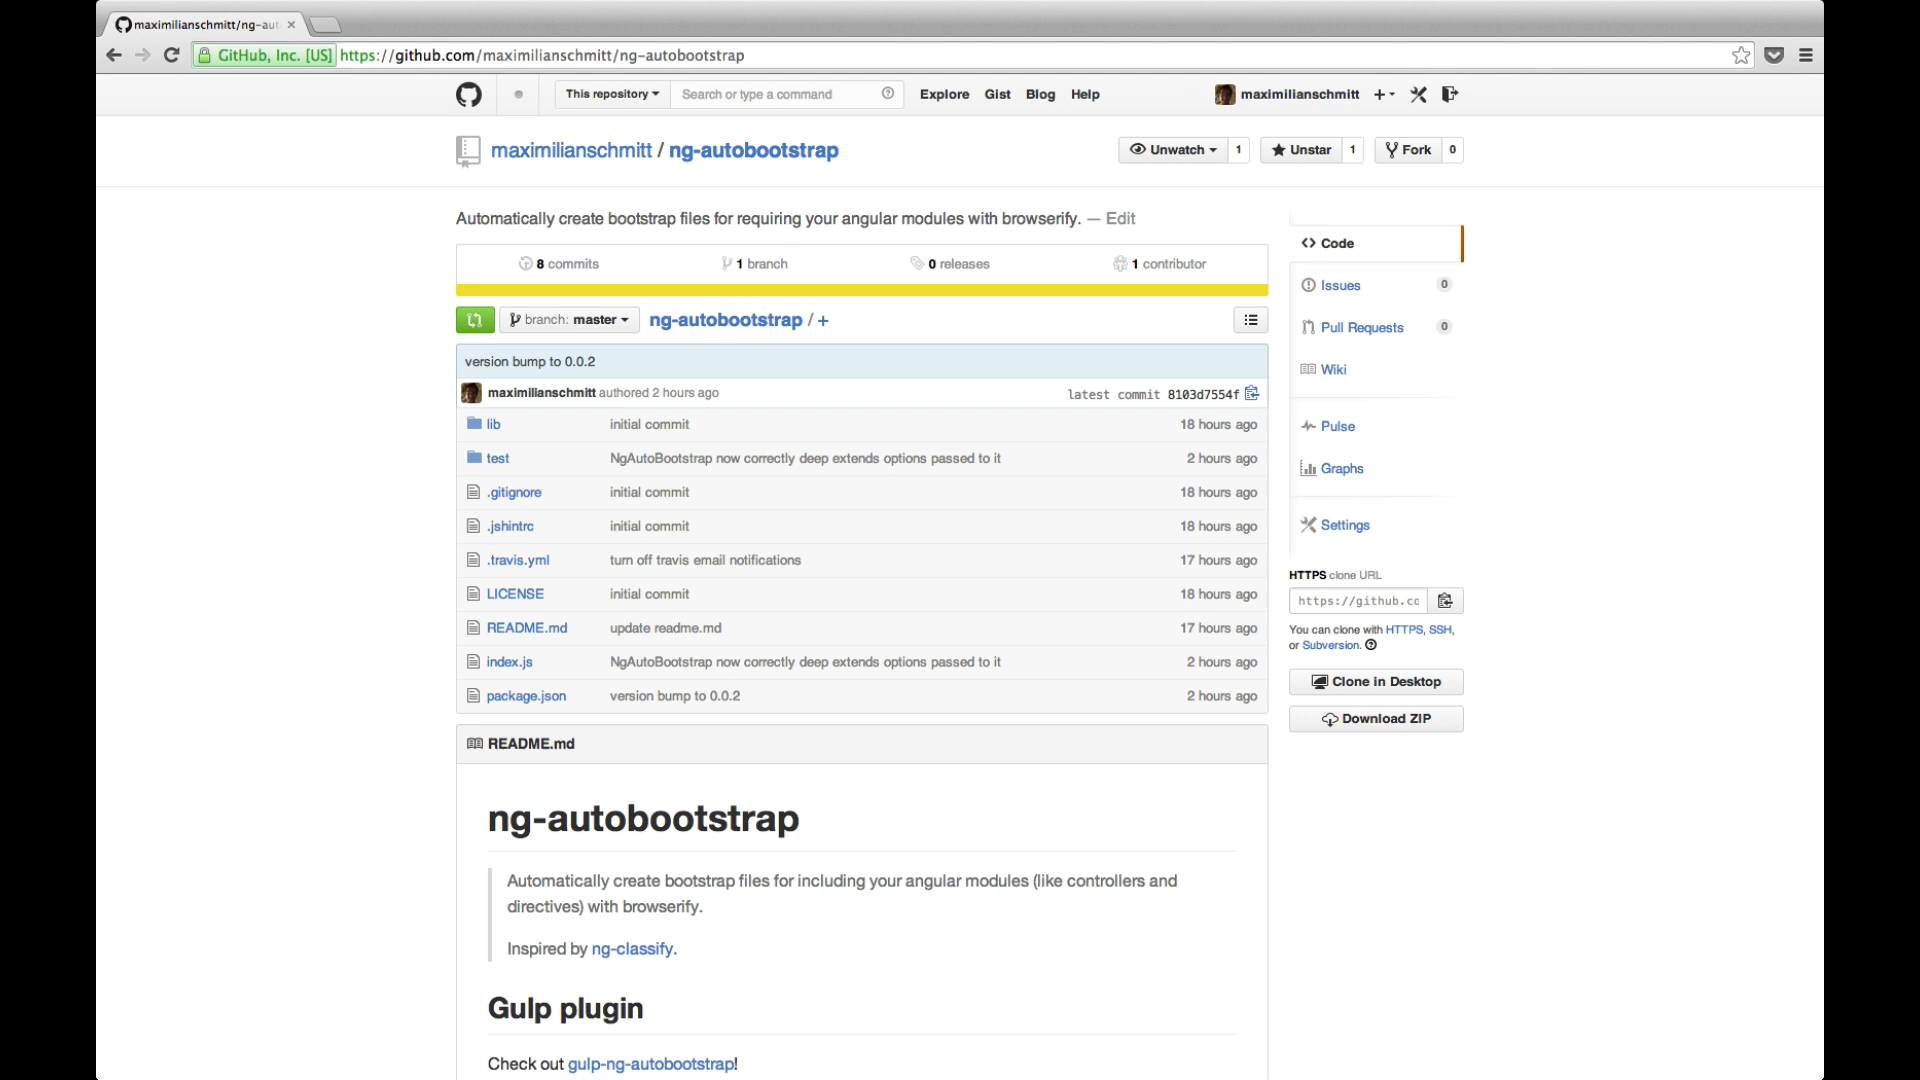 maximilianschmitt/ng-aut
GitHub, Inc. [US] https://github.com/maximilianschmitt/ng-autobootstrap
This repository Search or type a command Explore Gist Blog Help maximilianschmitt
maximilianschmitt / ng-autobootstrap Unwatch 1 Unstar 1 Fork 0
Automatically create bootstrap files for requiring your angular modules with browserify. — Edit
8 commits 1 branch 0 releases 1 contributor
branch: master ng-autobootstrap / +
version bump to 0.0.2
maximilianschmitt authored 2 hours ago latest commit 8103d7554f
lib initial commit 18 hours ago
test NgAutoBootstrap now correctly deep extends options passed to it 2 hours ago
.gitignore initial commit 18 hours ago
.jshintrc initial commit 18 hours ago
.travis.yml turn off travis email notifications 17 hours ago
LICENSE initial commit 18 hours ago
README.md update readme.md 17 hours ago
index.js NgAutoBootstrap now correctly deep extends options passed to it 2 hours ago
package.json version bump to 0.0.2 2 hours ago
README.md
ng-autobootstrap
Automatically create bootstrap files for including your angular modules (like controllers and
directives) with browserify.
Inspired by ng-classify.
Gulp plugin
Check out gulp-ng-autobootstrap!
Code
Issues 0
Pull Requests 0
Wiki
Pulse
Graphs
Settings
HTTPS clone URL
https://github.cc
You can clone with HTTPS, SSH,
or Subversion.
Clone in Desktop
Download ZIP